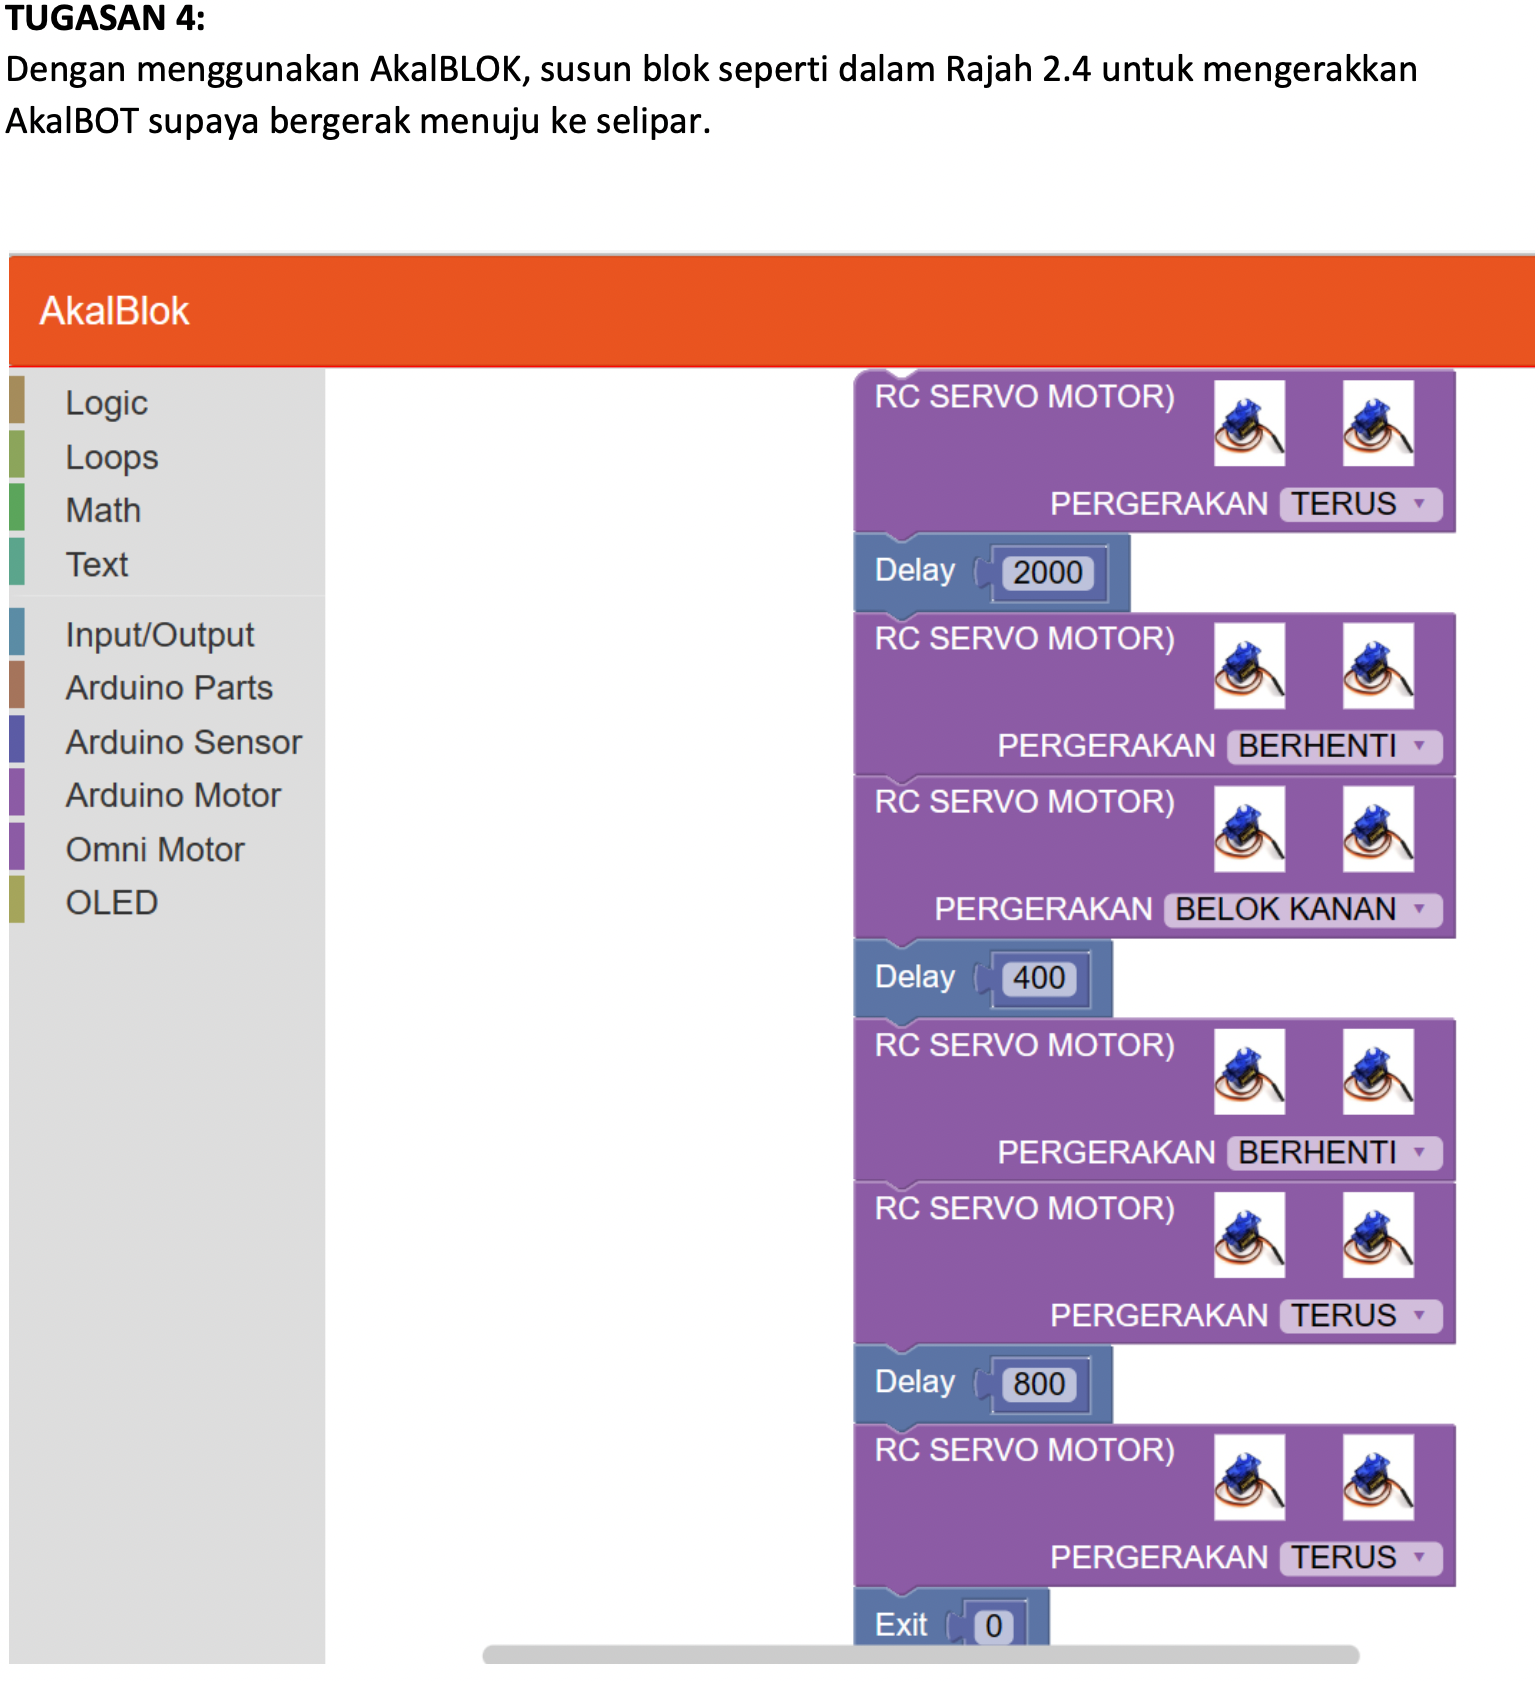 TUGASAN 4:
Dengan menggunakan AkalBLOK, susun blok seperti dalam Rajah 2.4 untuk mengerakkan
AkalBOT supaya bergerak menuju ke selipar.
AkalBlok
Logic
Loops
Math
Text
Input/Output
Arduino Parts
Arduino Sensor
Arduino Motor
Omni Motor
OLED
RC SERVO MOTOR)
PERGERAKAN TERUS
Delay 2000
RC SERVO MOTOR)
PERGERAKAN BERHENTI
RC SERVO MOTOR)
PERGERAKAN BELOK KANAN
Delay 400
RC SERVO MOTOR)
PERGERAKAN BERHENTI
RC SERVO MOTOR)
PERGERAKAN TERUS
Delay 800
RC SERVO MOTOR)
PERGERAKAN TERUS
Exit 0